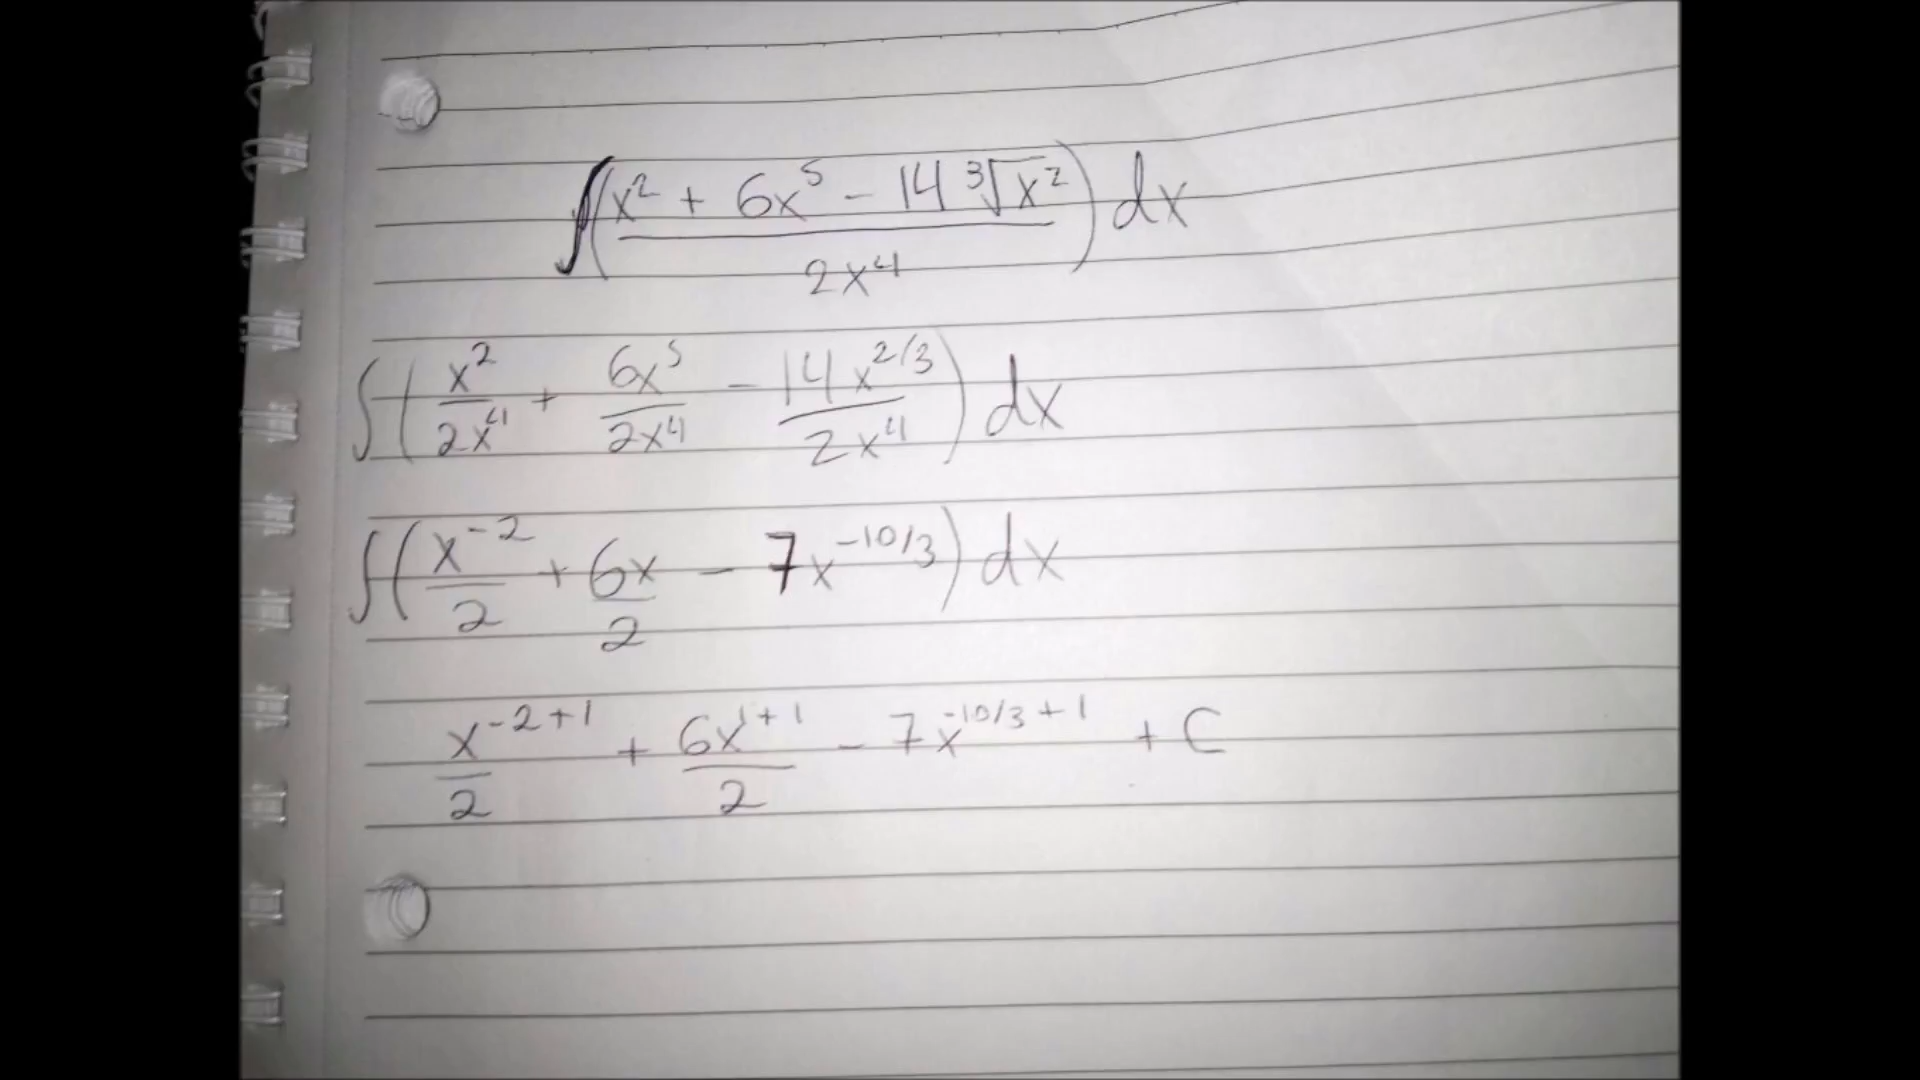 ∫(x² + 6x⁵ - 14∛x² / 2x⁴) dx
∫(x²/2x⁴ + 6x⁵/2x⁴ - 14x^(2/3)/2x⁴) dx
∫(x⁻²/2 + 6x/2 - 7x^(-10/3)) dx
x^(-2+1)/2 + 6x^(1+1)/2 - 7x^(-10/3+1) + C